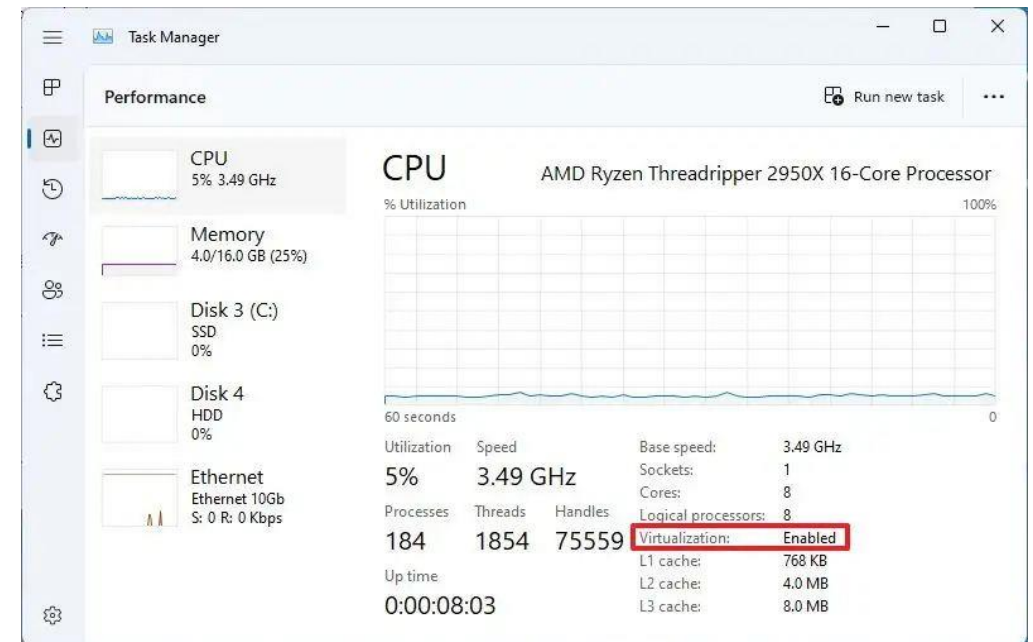 Task Manager
Performance
Run new task
CPU
5% 3.49 GHz
Memory
4.0/16.0 GB (25%)
Disk 3 (C:)
SSD
0%
Disk 4
HDD
0%
Ethernet
Ethernet 10Gb
S: 0 R: 0 Kbps
CPU AMD Ryzen Threadripper 2950X 16-Core Processor
% Utilization 100%
60 seconds 0
Utilization Speed
5% 3.49 GHz
Processes Threads Handles
184 1854 75559
Up time
0:00:08:03
Base speed: 3.49 GHz
Sockets: 1
Cores: 8
Logical processors: 8
Virtualization: Enabled
L1 cache: 768 KB
L2 cache: 4.0 MB
L3 cache: 8.0 MB